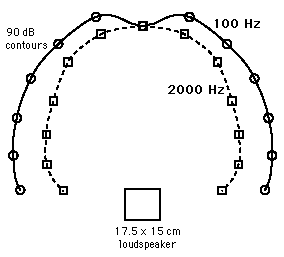 90 dB
contours
100 Hz
2000 Hz
17.5 x 15 cm
loudspeaker